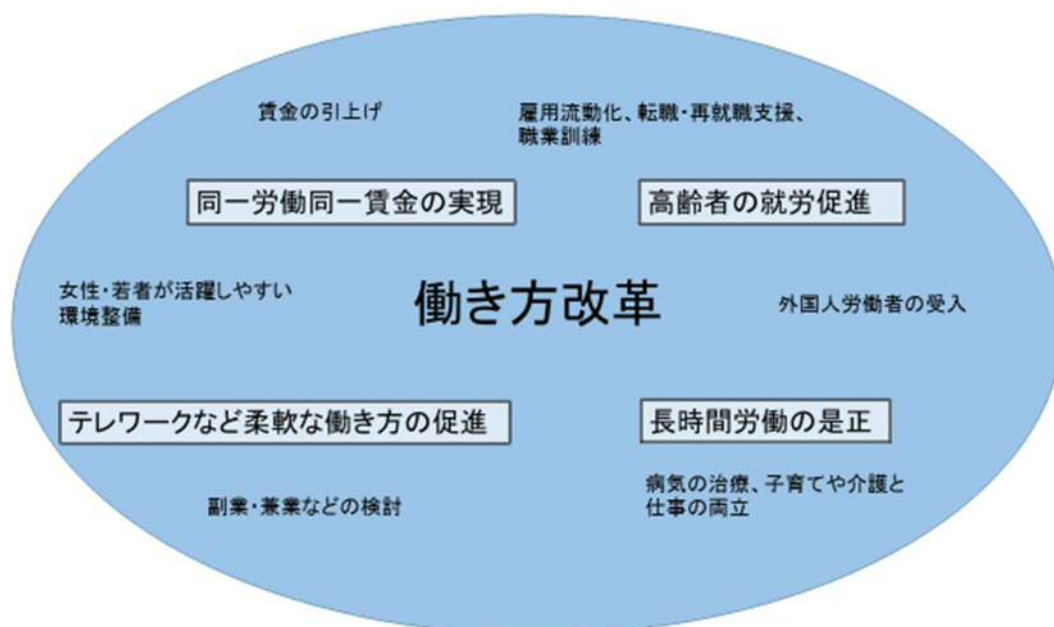 賃金の引上げ
雇用流動化、転職・再就職支援、
職業訓練
同一労働同一賃金の実現
高齢者の就労促進
女性・若者が活躍しやすい
環境整備
働き方改革
外国人労働者の受入
テレワークなど柔軟な働き方の促進
長時間労働の是正
副業・兼業などの検討
病気の治療、子育てや介護と
仕事の両立